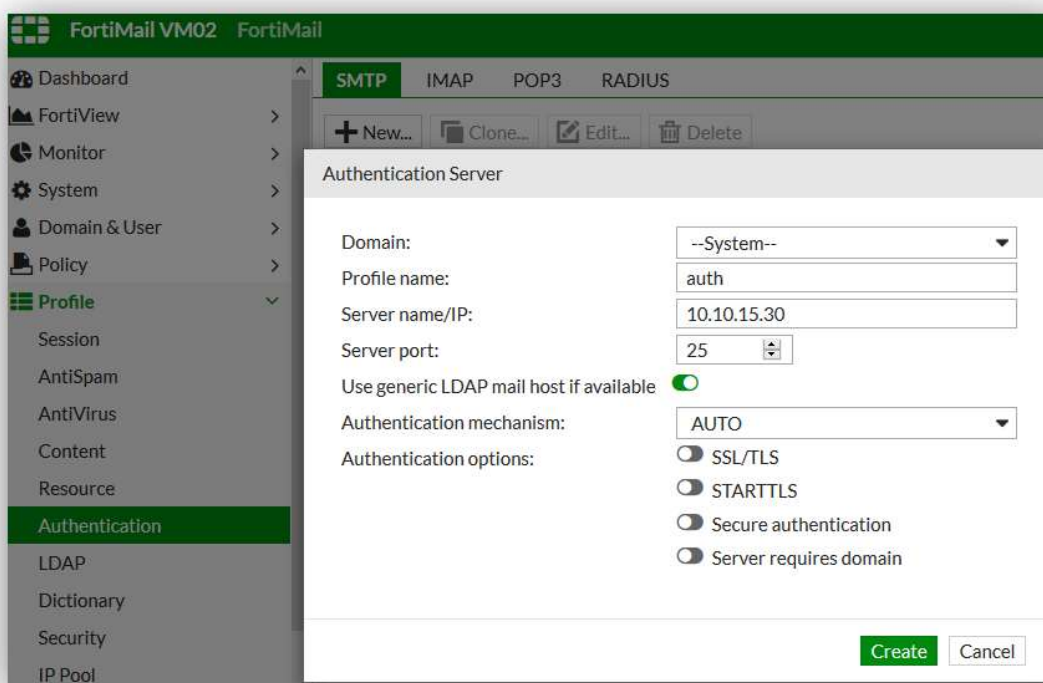 FortiMail VM02 FortiMail
Dashboard
FortiView
Monitor
System
Domain & User
Policy
Profile
Session
AntiSpam
AntiVirus
Content
Resource
Authentication
LDAP
Dictionary
Security
IP Pool
SMTP IMAP POP3 RADIUS
New... Clone... Edit... Delete
Authentication Server
Domain: --System--
Profile name: auth
Server name/IP: 10.10.15.30
Server port: 25
Use generic LDAP mail host if available
Authentication mechanism: AUTO
Authentication options: SSL/TLS
STARTTLS
Secure authentication
Server requires domain
Create Cancel